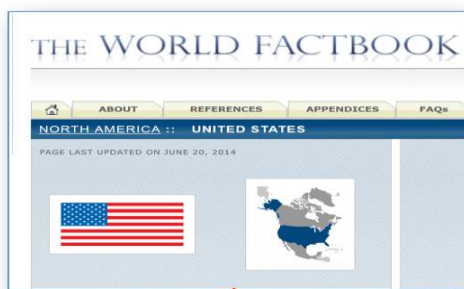 THE WORLD FACTBOOK
ABOUT REFERENCES APPENDICES FAQs
NORTH AMERICA :: UNITED STATES
PAGE LAST UPDATED ON JUNE 20, 2014